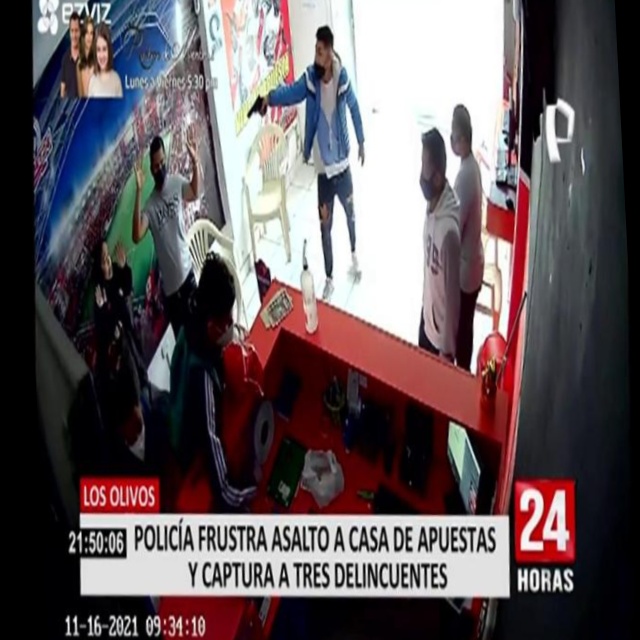 ezviz
Lunes a Viernes 5:30 pm
LOS OLIVOS
21:50:06
POLICÍA FRUSTRA ASALTO A CASA DE APUESTAS
Y CAPTURA A TRES DELINCUENTES
24
HORAS
11-16-2021 09:34:10